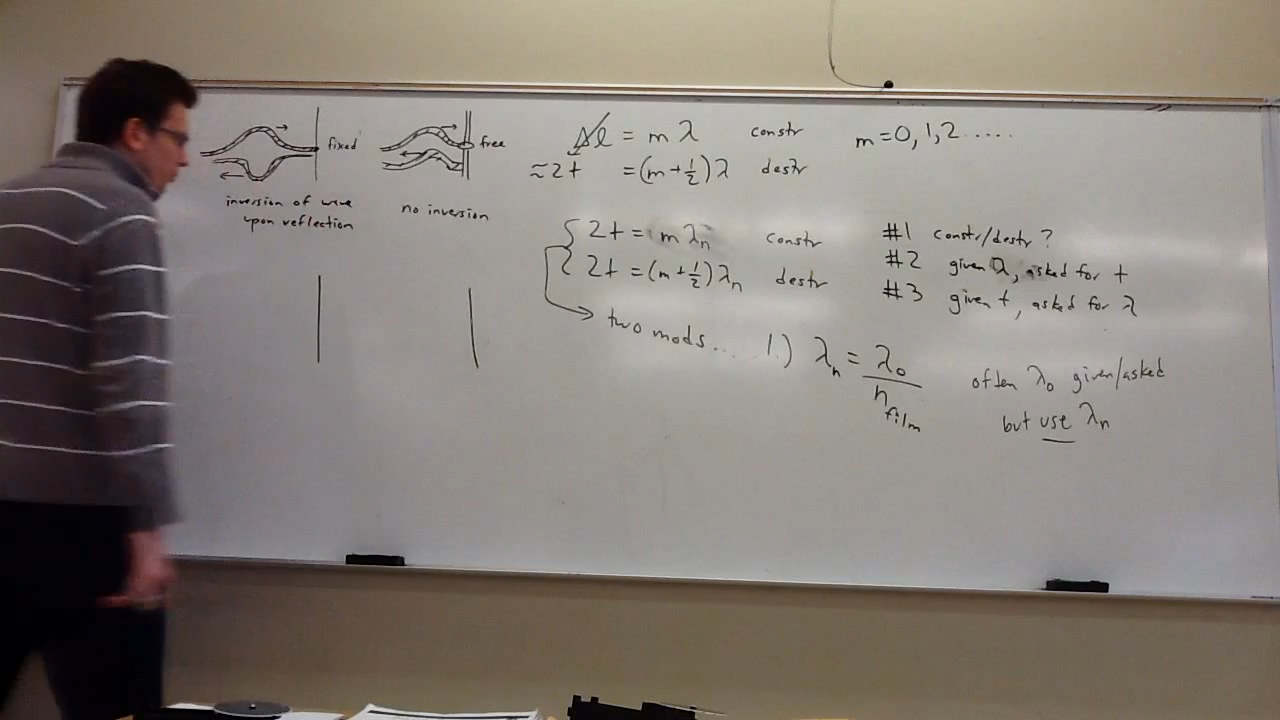 fixed
free
inversion of wave
upon reflection
no inversion
Δl = mλ constr m=0,1,2.....
≈2t =(m+½)λ destr
2t = mλn constr
2t =(m+½)λn destr
two mods.... 1.) λn = λ0 / nfilm
#1 constr/destr?
#2 given λ, asked for t
#3 given t, asked for λ
often λ0 given/asked
but use λn